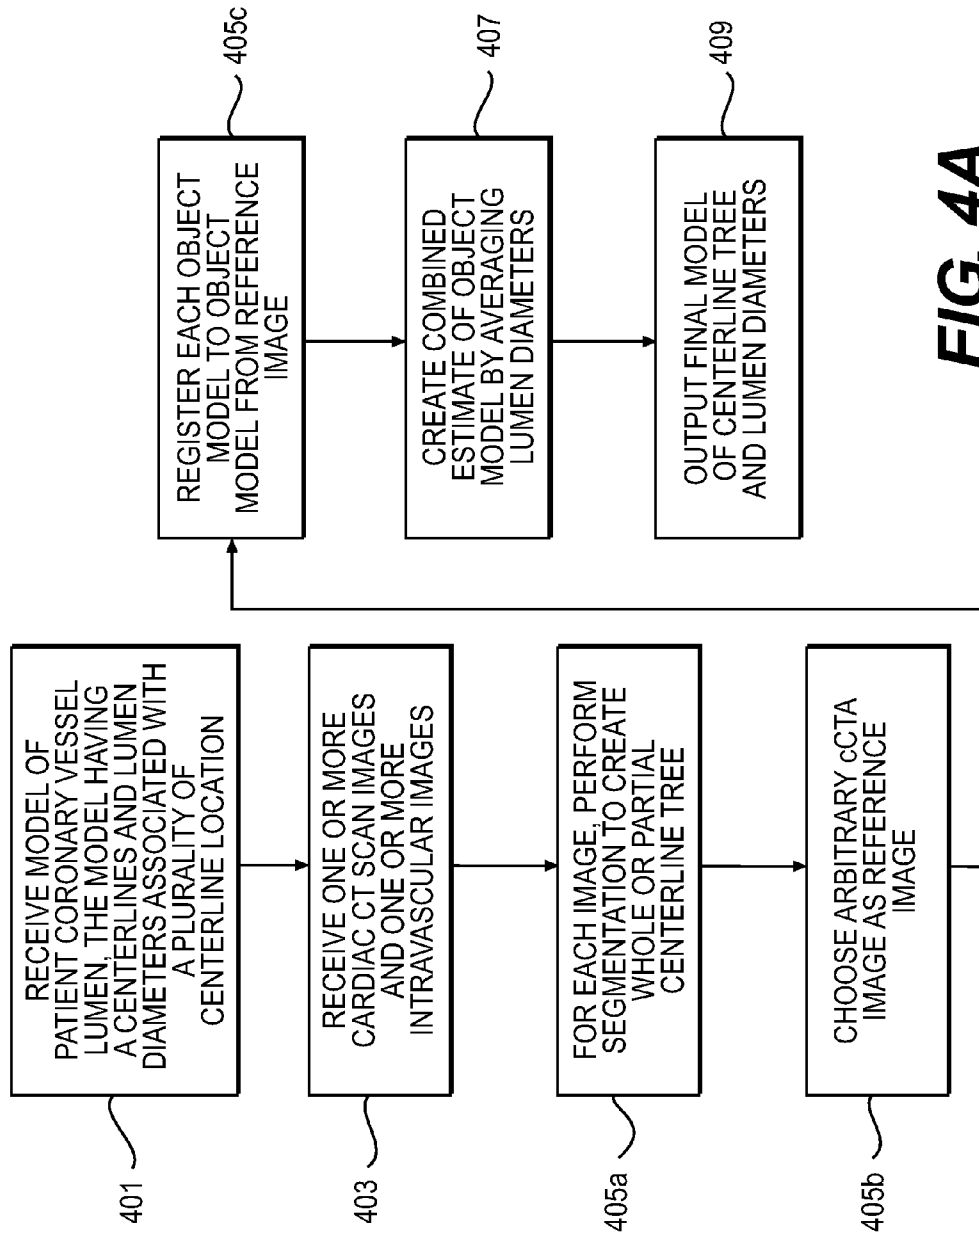 401
RECEIVE MODEL OF
PATIENT CORONARY VESSEL
LUMEN, THE MODEL HAVING
A CENTERLINES AND LUMEN
DIAMETERS ASSOCIATED WITH
A PLURALITY OF
CENTERLINE LOCATION
403
RECEIVE ONE OR MORE
CARDIAC CT SCAN IMAGES
AND ONE OR MORE
INTRAVASCULAR IMAGES
405a
FOR EACH IMAGE, PERFORM
SEGMENTATION TO CREATE
WHOLE OR PARTIAL
CENTERLINE TREE
405b
CHOOSE ARBITRARY cCTA
IMAGE AS REFERENCE
IMAGE
405c
REGISTER EACH OBJECT
MODEL TO OBJECT
MODEL FROM REFERENCE
IMAGE
407
CREATE COMBINED
ESTIMATE OF OBJECT
MODEL BY AVERAGING
LUMEN DIAMETERS
409
OUTPUT FINAL MODEL
OF CENTERLINE TREE
AND LUMEN DIAMETERS
FIG. 4A